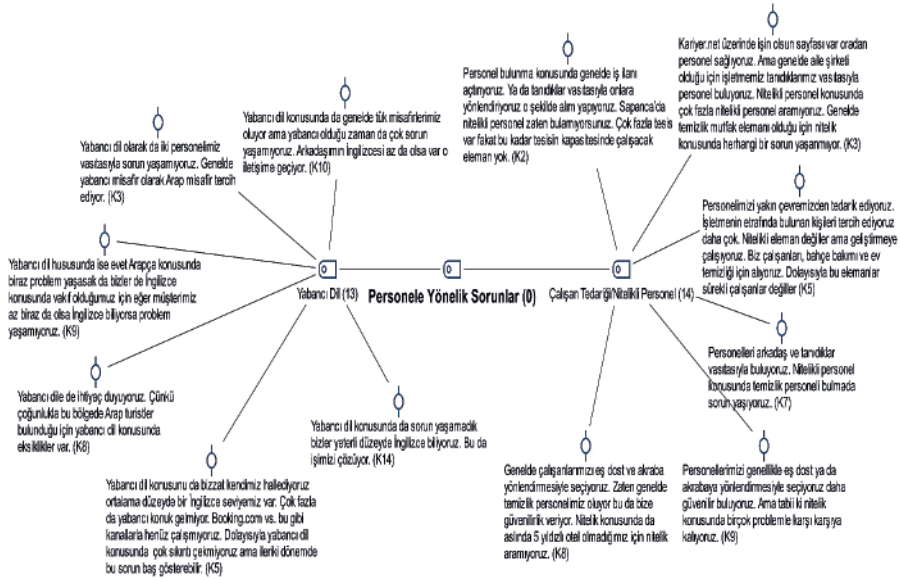 Kariyer.net üzerinde işin olsun sayfası var oradan
personel sağlıyoruz. Ama genelde aile şirketi
olduğu için işletmemiz tanıdıklarımız vasıtasıyla
personel buluyoruz. Nitelikli personel konusunda
çok fazla nitelikli personel aramıyoruz. Genelde
temizlik mutfak elemanı olduğu için nitelik
konusunda herhangi bir sorun yaşanmıyor. (K3)
Personel bulunma konusunda genelde iş ilanı
açtırıyoruz. Ya da tanıdıklar vasıtasıyla onlara
yönlendiriyoruz o şekilde alım yapıyoruz. Sapanca'da
nitelikli personel zaten bulamıyorsunuz. Çok fazla tesis
var fakat bu kadar tesisin kapasitesinde çalışacak
eleman yok. (K2)
Yabancı dil konusunda da genelde tük misafirlerimiz
oluyor ama yabancı olduğu zaman da çok sorun
yaşamıyoruz. Arkadaşımın İngilizcesi az da olsa var o
iletişime geçiyor. (K10)
Yabancı dil olarak da iki personelimiz
vasıtasıyla sorun yaşamıyoruz. Genelde
yabancı misafir olarak Arap misafir tercih
ediyor. (K3)
Personelimizi yakın çevremizden tedarik ediyoruz.
İşletmenin etrafında bulunan kişileri tercih ediyoruz
daha çok. Nitelikli eleman değiller ama geliştirmeye
çalışıyoruz. Biz çalışanları, bahçe bakımı ve ev
temizliği için alıyoruz. Dolayısıyla bu elemanlar
sürekli çalışanlar değiller (K5)
Yabancı dil hususunda ise evet Arapça konusunda
biraz problem yaşasak da bizler de İngilizce
konusunda vakıf olduğumuz için eğer müşterimiz
az biraz da olsa İngilizce biliyorsa problem
yaşamıyoruz. (K9)
Yabancı Dil (13)
Personele Yönelik Sorunlar (0)
Çalışan Tedariği/Nitelikli Personel (14)
Personelleri arkadaş ve tanıdıklar
vasıtasıyla buluyoruz. Nitelikli personel
konusunda temizlik personeli bulmada
sorun yaşıyoruz. (K7)
Yabancı dile de ihtiyaç duyuyoruz. Çünkü
çoğunlukla bu bölgede Arap turistler
bulunduğu için yabancı dil konusunda
eksiklikler var. (K8)
Yabancı dil konusunda da sorun yaşamadık
bizler yeterli düzeyde İngilizce biliyoruz. Bu da
işimizi çözüyor. (K14)
Yabancı dil konusunu da bizzat kendimiz hallediyoruz
ortalama düzeyde bir İngilizce seviyemiz var. Çok fazla
da yabancı konuk gelmiyor. Booking.com vs. bu gibi
kanallarla henüz çalışmıyoruz. Dolayısıyla yabancı dil
konusunda çok sıkıntı çekmiyoruz ama ileriki dönemde
bu sorun baş gösterebilir. (K5)
Genelde çalışanlarımızı eş dost ve akraba
yönlendirmesiyle seçiyoruz. Zaten genelde
temizlik personelimiz oluyor bu da bize
güvenilirlik veriyor. Nitelik konusunda da
aslında 5 yıldızlı otel olmadığımız için nitelik
aramıyoruz. (K8)
Personellerimizi genellikle eş dost ya da
akrabaya yönlendirmesiyle seçiyoruz daha
güvenilir buluyoruz. Ama tabii ki nitelik
konusunda birçok problemle karşı karşıya
kalıyoruz. (K9)